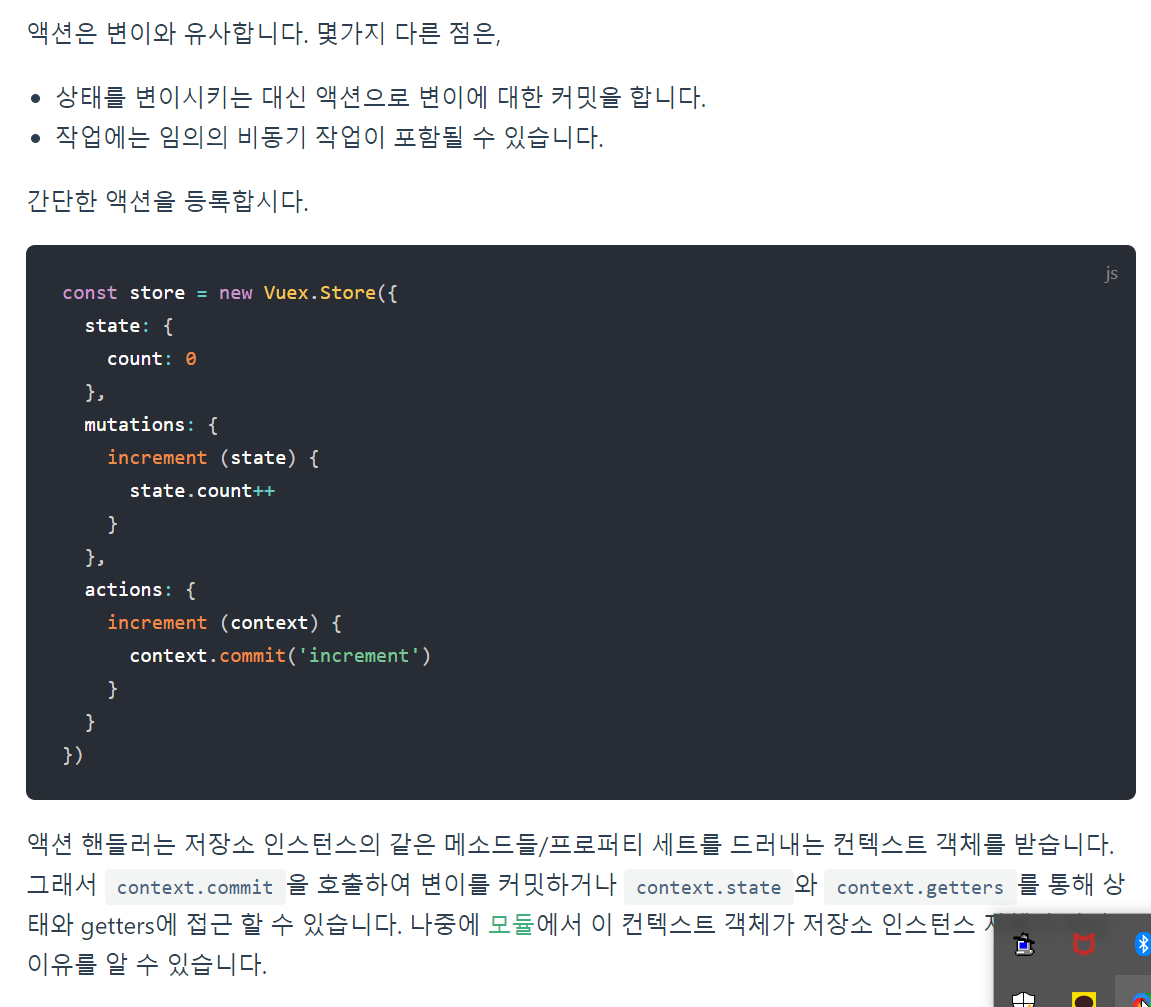 액션은 변이와 유사합니다. 몇가지 다른 점은,
• 상태를 변이시키는 대신 액션으로 변이에 대한 커밋을 합니다.
• 작업에는 임의의 비동기 작업이 포함될 수 있습니다.
간단한 액션을 등록합시다.
js
const store = new Vuex.Store({
  state: {
    count: 0
  },
  mutations: {
    increment (state) {
      state.count++
    }
  },
  actions: {
    increment (context) {
      context.commit('increment')
    }
  }
})
액션 핸들러는 저장소 인스턴스의 같은 메소드들/프로퍼티 세트를 드러내는 컨텍스트 객체를 받습니다.
그래서 context.commit 을 호출하여 변이를 커밋하거나 context.state 와 context.getters 를 통해 상
태와 getters에 접근 할 수 있습니다. 나중에 모듈에서 이 컨텍스트 객체가 저장소 인스턴스
이유를 알 수 있습니다.